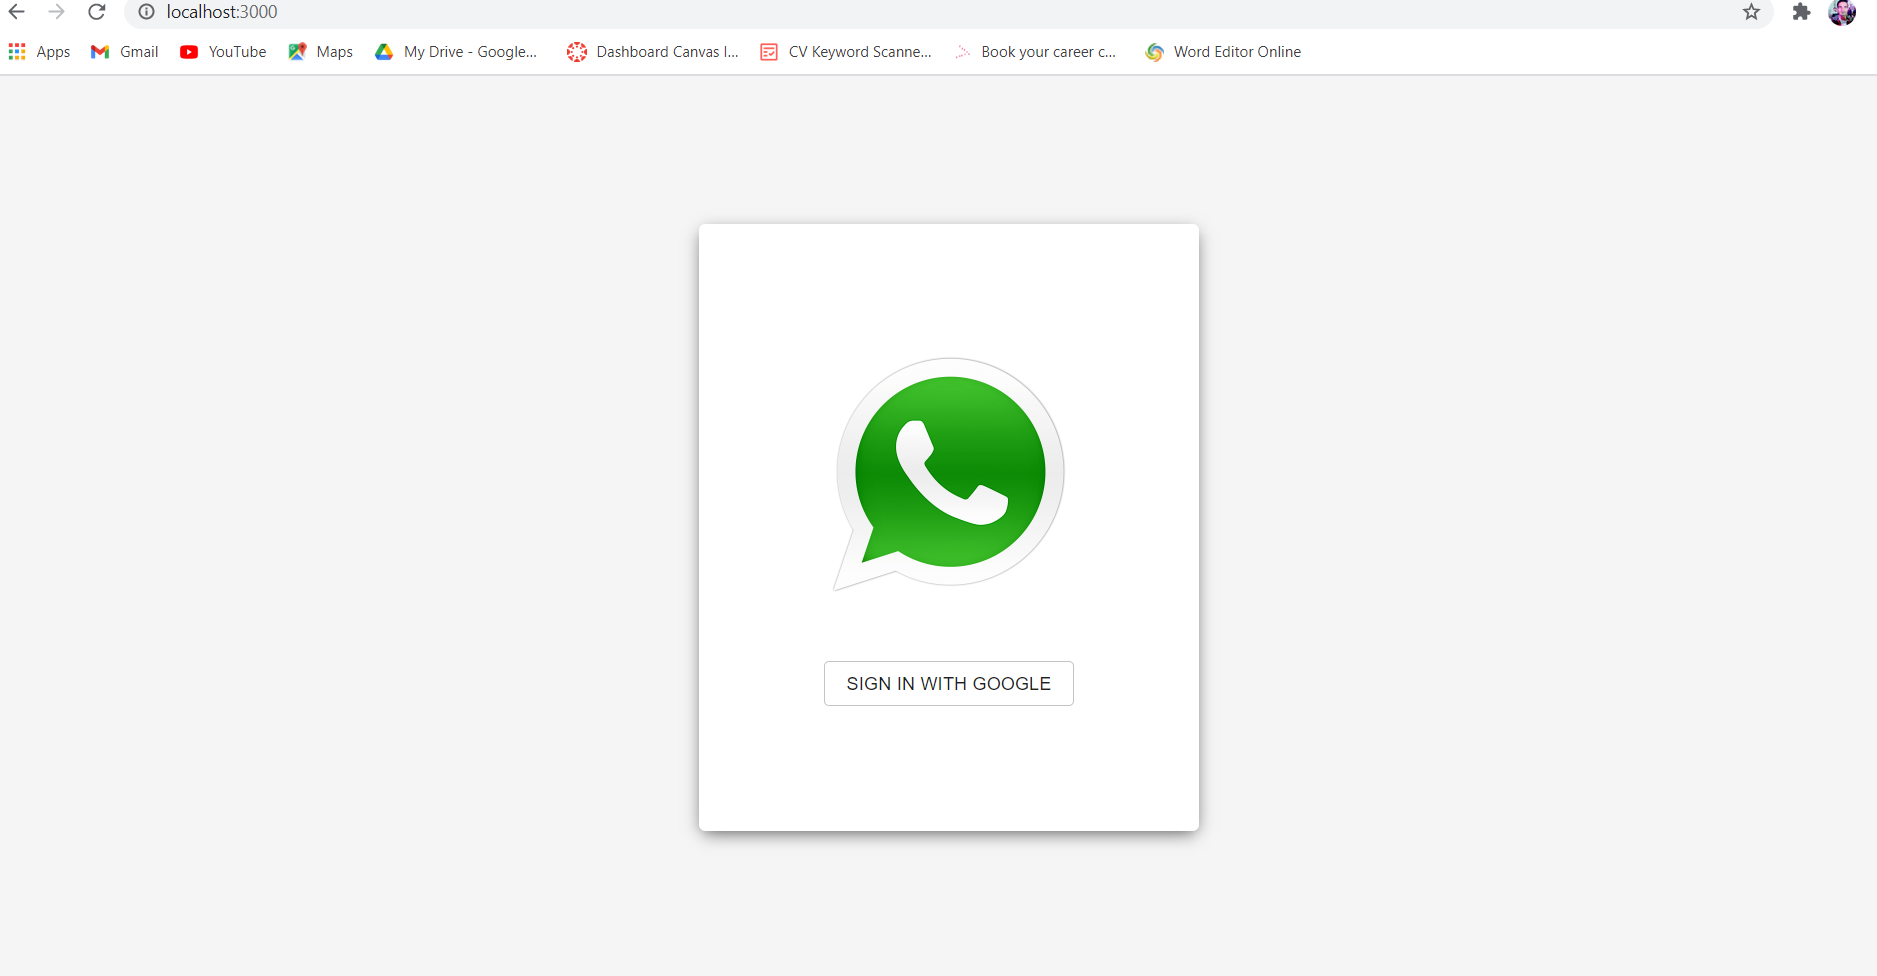 localhost:3000
Apps Gmail YouTube Maps My Drive - Google... Dashboard Canvas I... CV Keyword Scanne... Book your career c... Word Editor Online
SIGN IN WITH GOOGLE